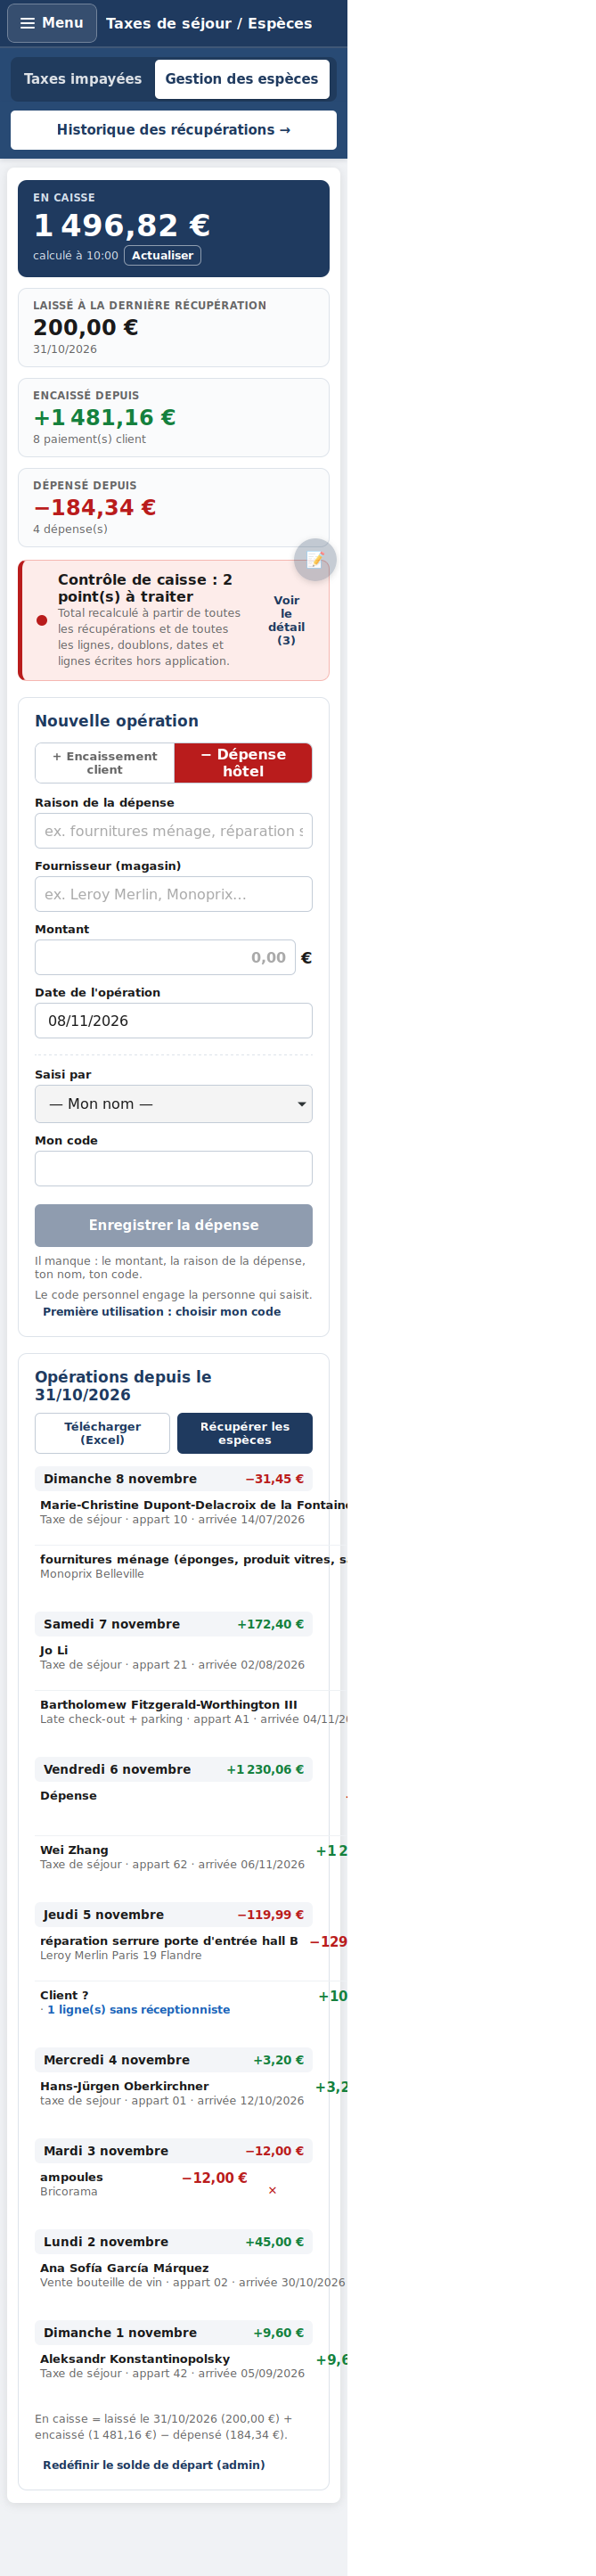 Menu
Taxes de séjour / Espèces
Taxes impayées
Gestion des espèces
Historique des récupérations →
EN CAISSE
1 496,82 €
calculé à 10:00 Actualiser
LAISSÉ À LA DERNIÈRE RÉCUPÉRATION
200,00 €
31/10/2026
ENCAISSÉ DEPUIS
+1 481,16 €
8 paiement(s) client
DÉPENSÉ DEPUIS
−184,34 €
4 dépense(s)
Contrôle de caisse : 2
point(s) à traiter
Total recalculé à partir de toutes
les récupérations et de toutes
les lignes, doublons, dates et
lignes écrites hors application.
Voir
le
détail
(3)
Nouvelle opération
+ Encaissement
client
− Dépense
hôtel
Raison de la dépense
ex. fournitures ménage, réparation s
Fournisseur (magasin)
ex. Leroy Merlin, Monoprix...
Montant
0,00 €
Date de l'opération
08/11/2026
Saisi par
— Mon nom —
Mon code
Enregistrer la dépense
Il manque : le montant, la raison de la dépense,
ton nom, ton code.
Le code personnel engage la personne qui saisit.
Première utilisation : choisir mon code
Opérations depuis le
31/10/2026
Télécharger
(Excel)
Récupérer les
espèces
Dimanche 8 novembre −31,45 €
Marie-Christine Dupont-Delacroix de la Fontaine
Taxe de séjour · appart 10 · arrivée 14/07/2026
fournitures ménage (éponges, produit vitres, s
Monoprix Belleville
Samedi 7 novembre +172,40 €
Jo Li
Taxe de séjour · appart 21 · arrivée 02/08/2026
Bartholomew Fitzgerald-Worthington III
Late check-out + parking · appart A1 · arrivée 04/11/20
Vendredi 6 novembre +1 230,06 €
Dépense
Wei Zhang +1 2
Taxe de séjour · appart 62 · arrivée 06/11/2026
Jeudi 5 novembre −119,99 €
réparation serrure porte d'entrée hall B −129
Leroy Merlin Paris 19 Flandre
Client ? +10
· 1 ligne(s) sans réceptionniste
Mercredi 4 novembre +3,20 €
Hans-Jürgen Oberkirchner +3,2
taxe de sejour · appart 01 · arrivée 12/10/2026
Mardi 3 novembre −12,00 €
ampoules −12,00 €
Bricorama ×
Lundi 2 novembre +45,00 €
Ana Sofía García Márquez
Vente bouteille de vin · appart 02 · arrivée 30/10/2026
Dimanche 1 novembre +9,60 €
Aleksandr Konstantinopolsky +9,6
Taxe de séjour · appart 42 · arrivée 05/09/2026
En caisse = laissé le 31/10/2026 (200,00 €) +
encaissé (1 481,16 €) − dépensé (184,34 €).
Redéfinir le solde de départ (admin)